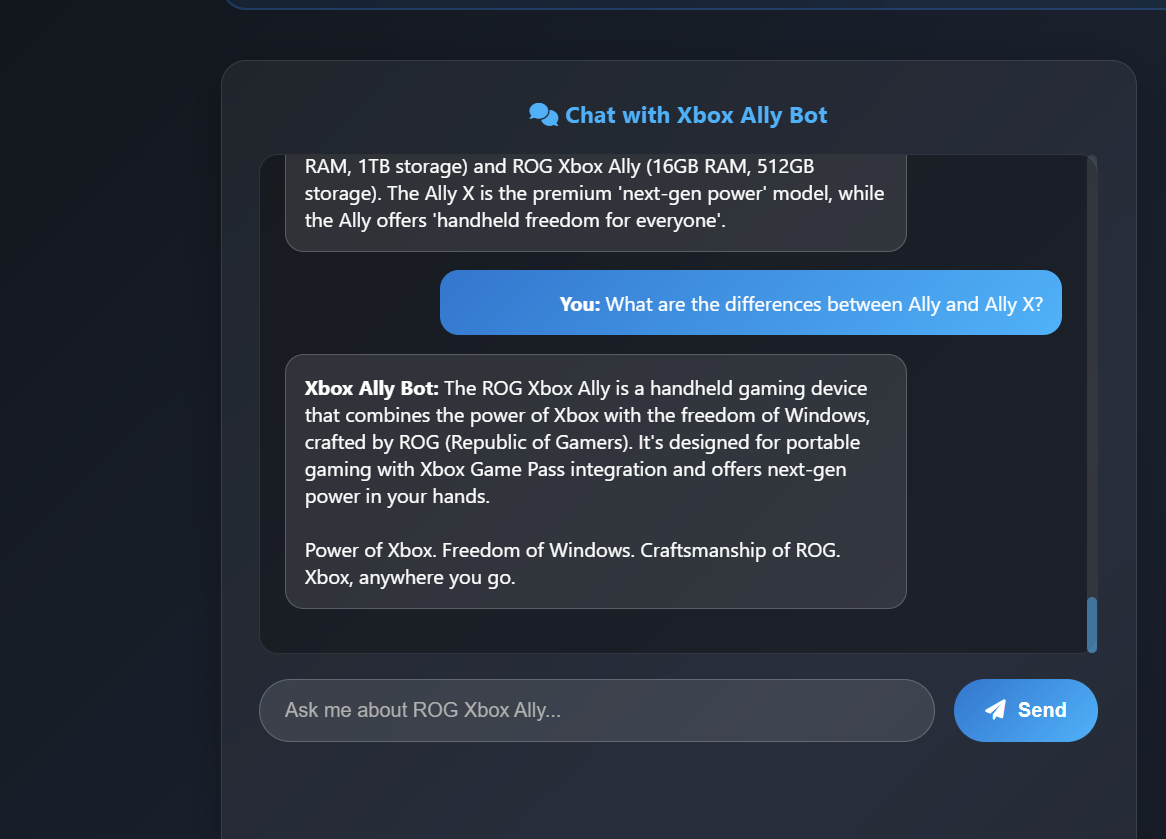 Chat with Xbox Ally Bot
RAM, 1TB storage) and ROG Xbox Ally (16GB RAM, 512GB
storage). The Ally X is the premium 'next-gen power' model, while
the Ally offers 'handheld freedom for everyone'.
You: What are the differences between Ally and Ally X?
Xbox Ally Bot: The ROG Xbox Ally is a handheld gaming device
that combines the power of Xbox with the freedom of Windows,
crafted by ROG (Republic of Gamers). It's designed for portable
gaming with Xbox Game Pass integration and offers next-gen
power in your hands.
Power of Xbox. Freedom of Windows. Craftsmanship of ROG.
Xbox, anywhere you go.
Ask me about ROG Xbox Ally...
Send